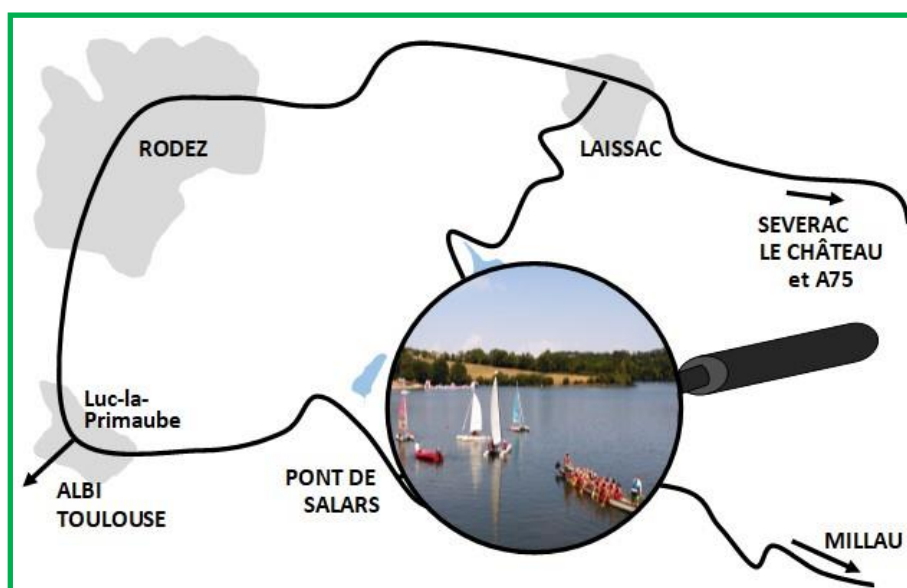 RODEZ
LAISSAC
SEVERAC
LE CHÂTEAU
et A75
Luc-la-
Primaube
ALBI
TOULOUSE
PONT DE
SALARS
MILLAU